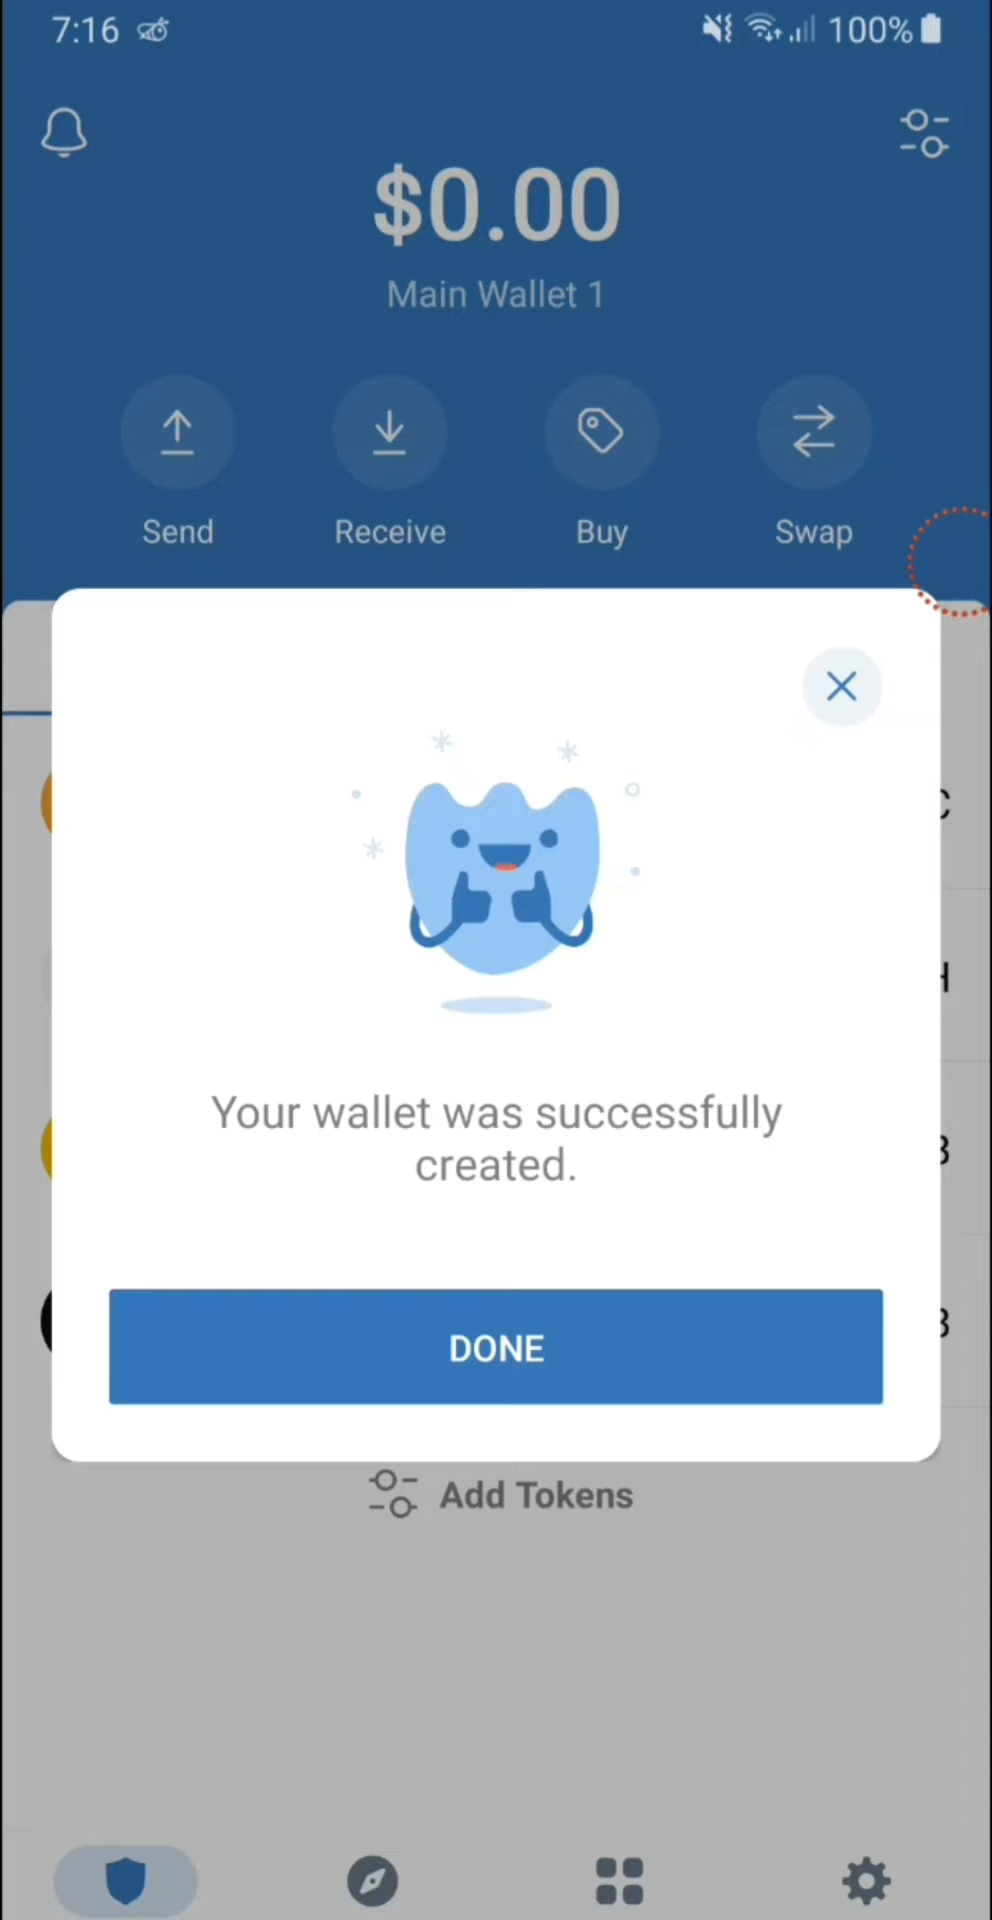 7:16
100%
$0.00
Main Wallet 1
Send
Receive
Buy
Swap
Your wallet was successfully
created.
DONE
Add Tokens